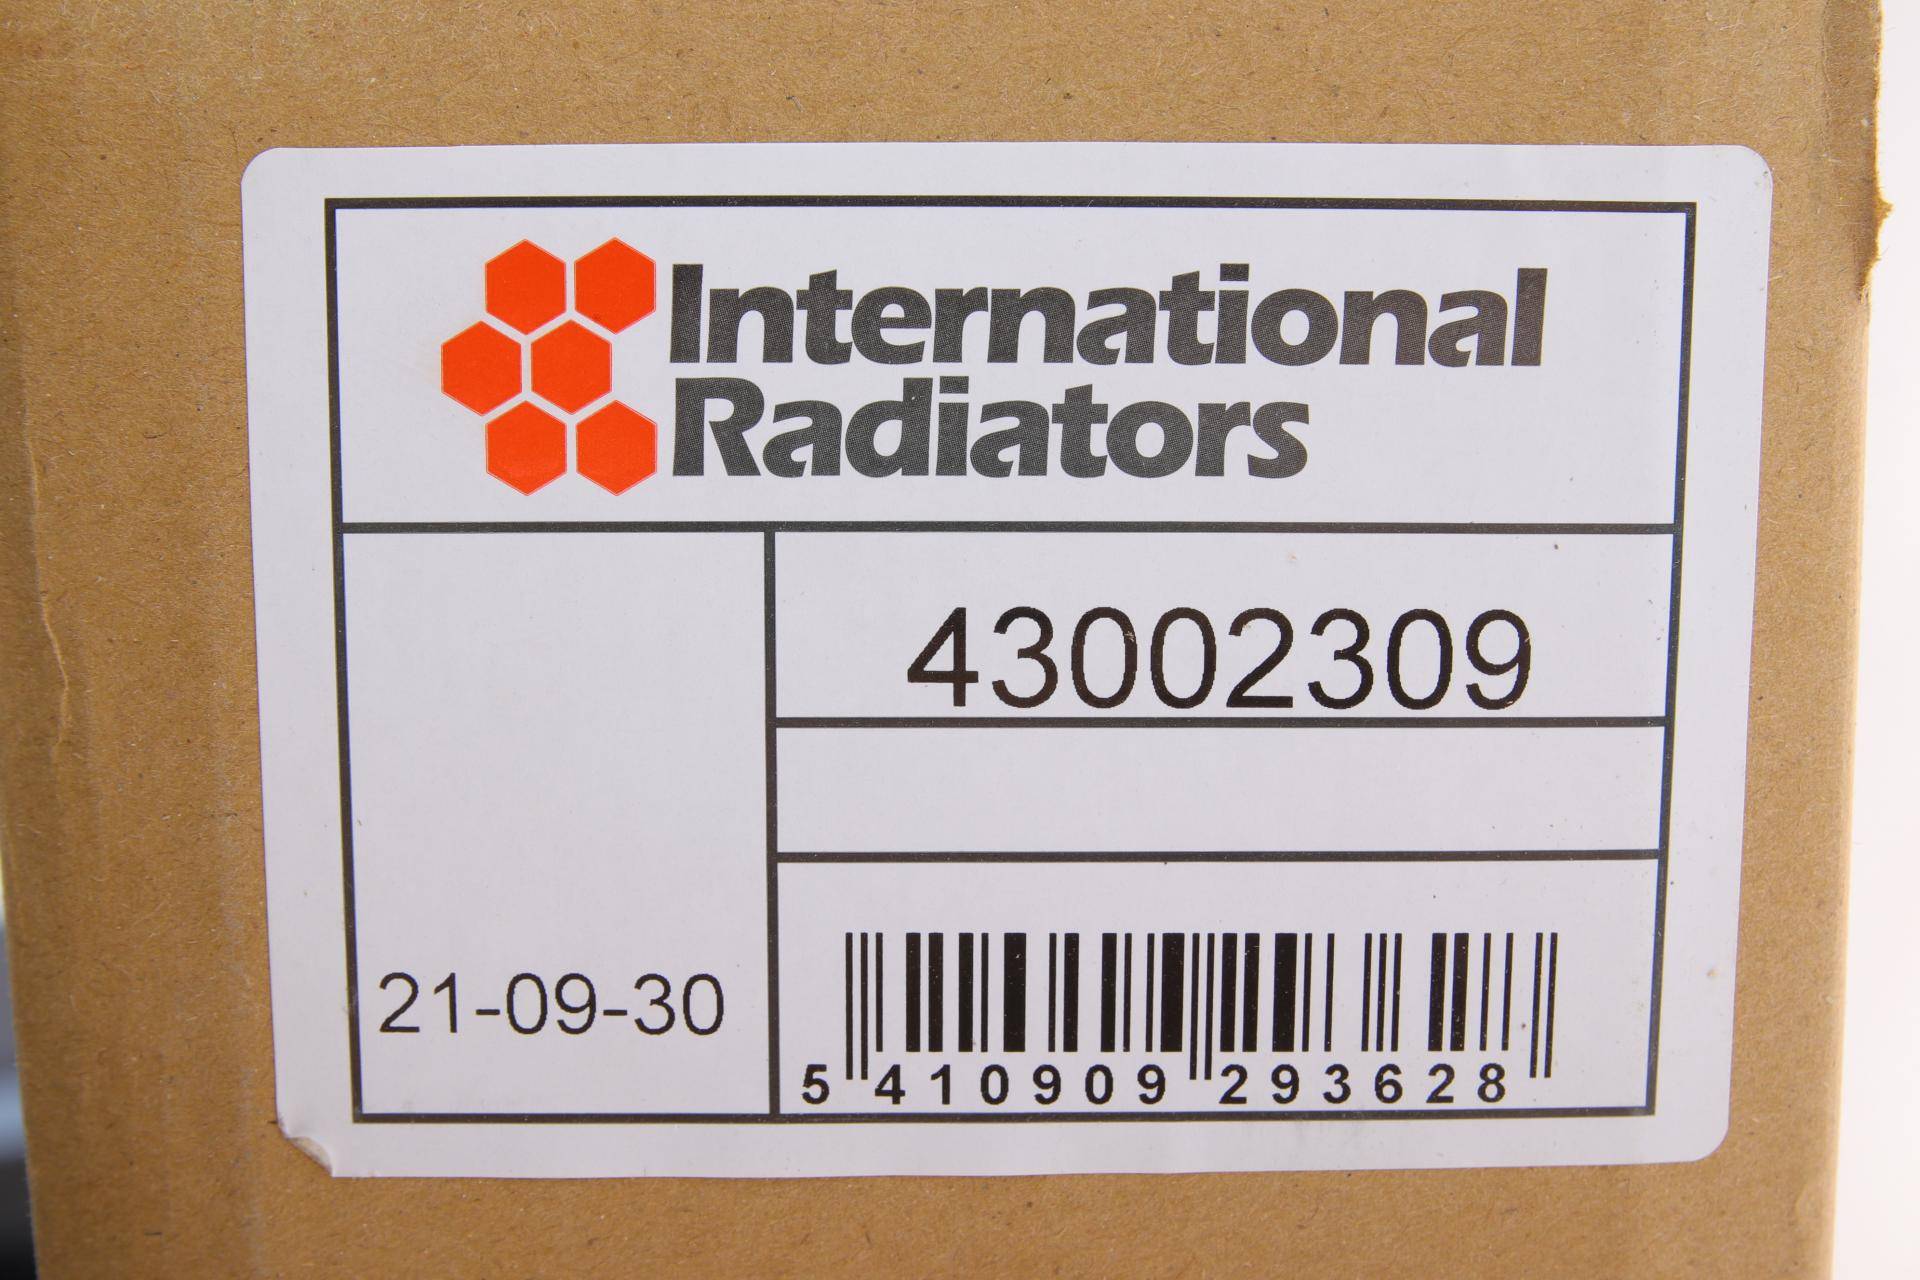 International
Radiators
43002309
21-09-30
5 410909 293628